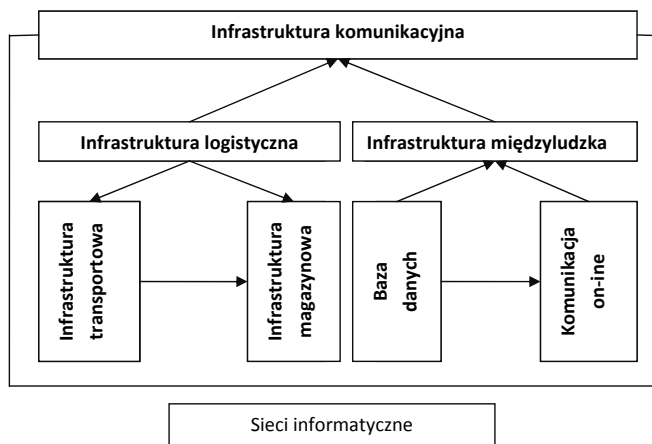 Infrastruktura komunikacyjna
Infrastruktura logistyczna
Infrastruktura międzyludzka
Infrastruktura
transportowa
Infrastruktura
magazynowa
Baza
danych
Komunikacja
on-ine
Sieci informatyczne